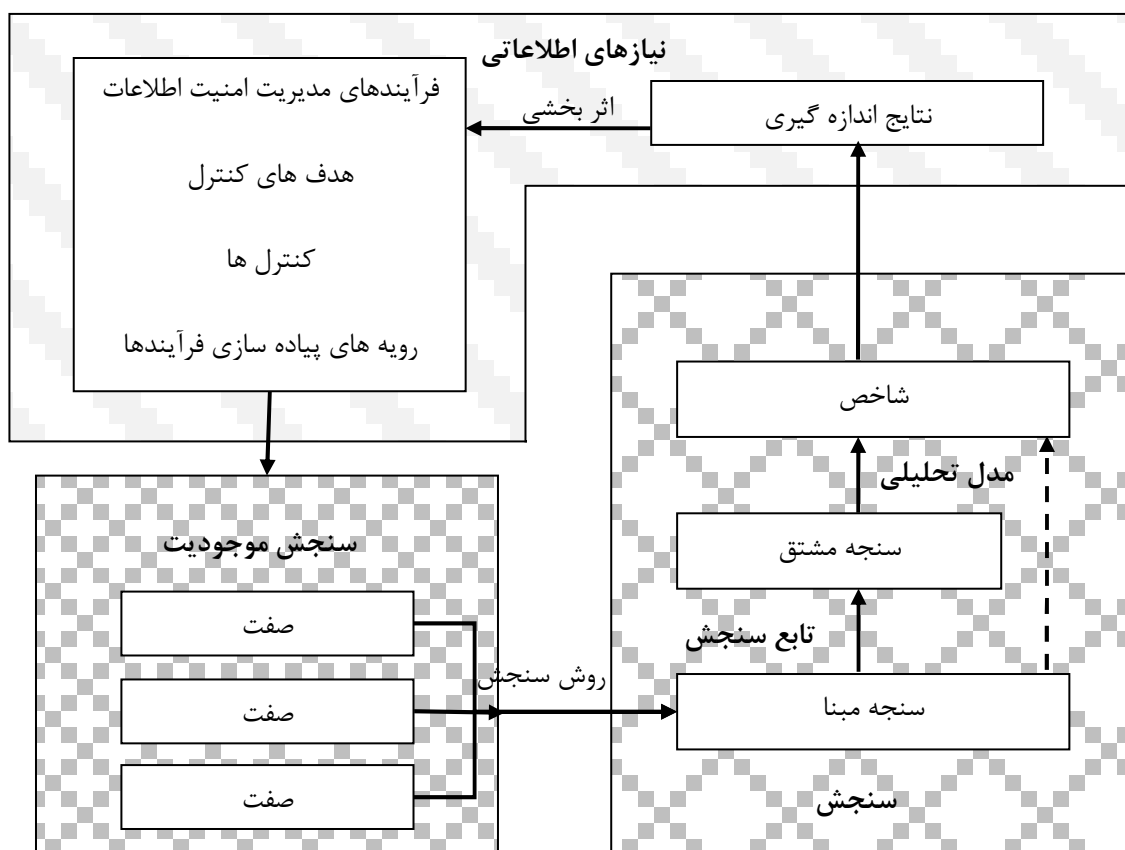 نیازهای اطلاعاتی
فرآیندهای مدیریت امنیت اطلاعات
هدف های کنترل
کنترل ها
رویه های پیاده سازی فرآیندها
اثر بخشی
نتایج اندازه گیری
شاخص
مدل تحلیلی
سنجه مشتق
تابع سنجش
سنجه مبنا
سنجش
روش سنجش
سنجش موجودیت
صفت
صفت
صفت